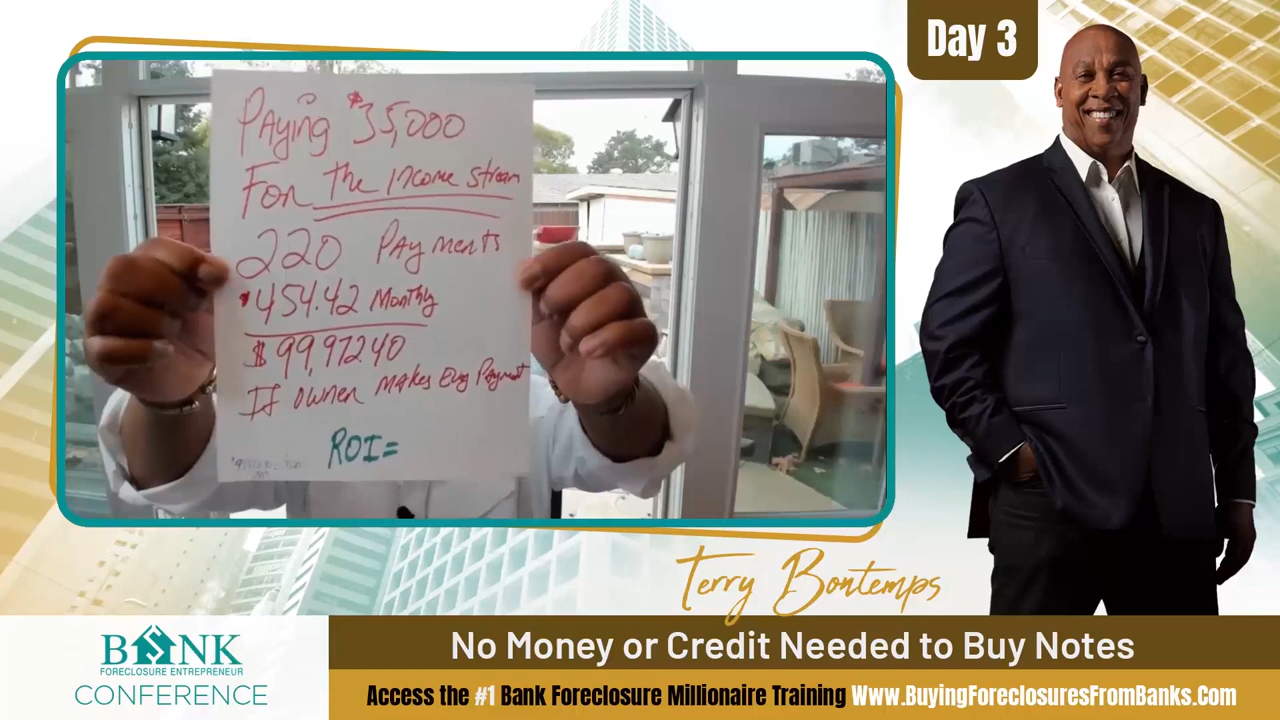 Day 3
PAying $35,000
For the Income Stream
220 PAyments
$454.42 Monthly
$99,972.40
If owner makes Evry Payment
ROI=
Terry Bontemps
BANK
FORECLOSURE ENTREPRENEUR
CONFERENCE
No Money or Credit Needed to Buy Notes
Access the #1 Bank Foreclosure Millionaire Training Www.BuyingForeclosuresFromBanks.Com